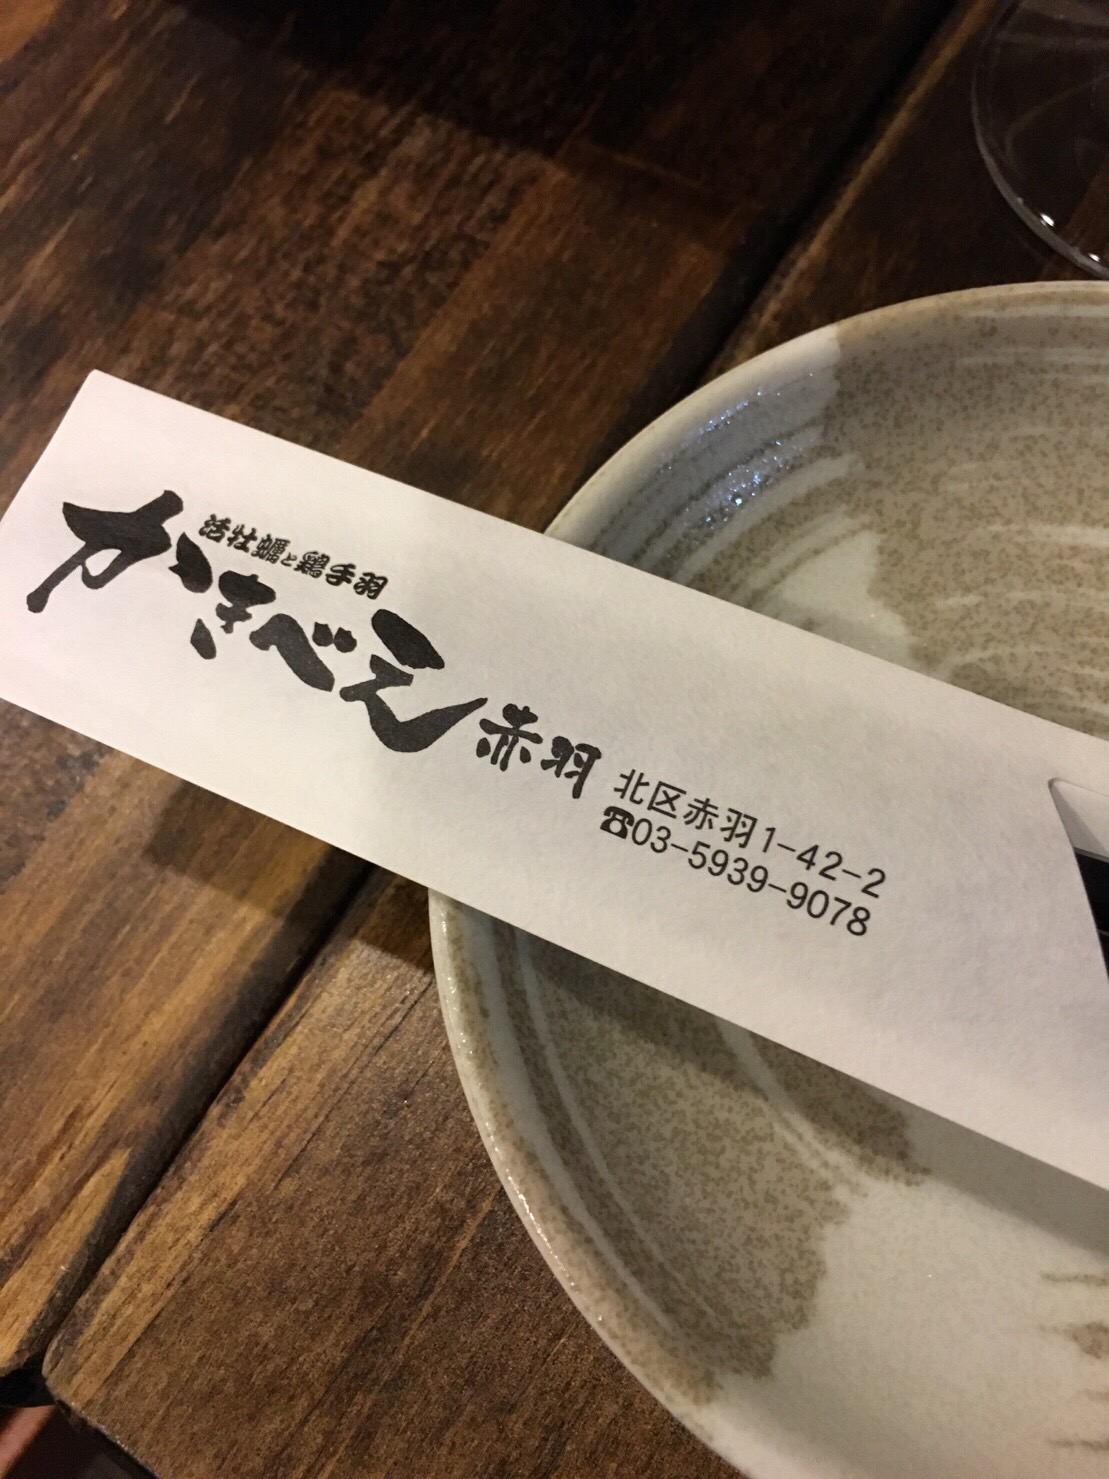 活牡蠣と鶏手羽
かきべえ 赤羽
北区赤羽1-42-2
☎03-5939-9078